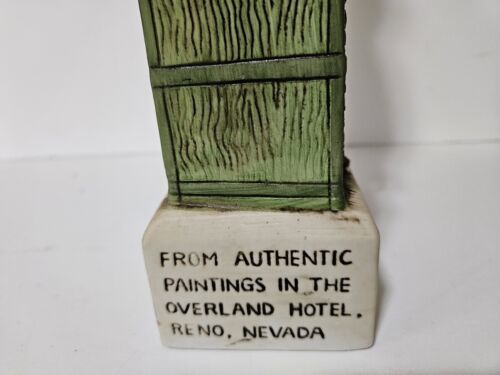 FROM AUTHENTIC
PAINTINGS IN THE
OVERLAND HOTEL.
RENO, NEVADA